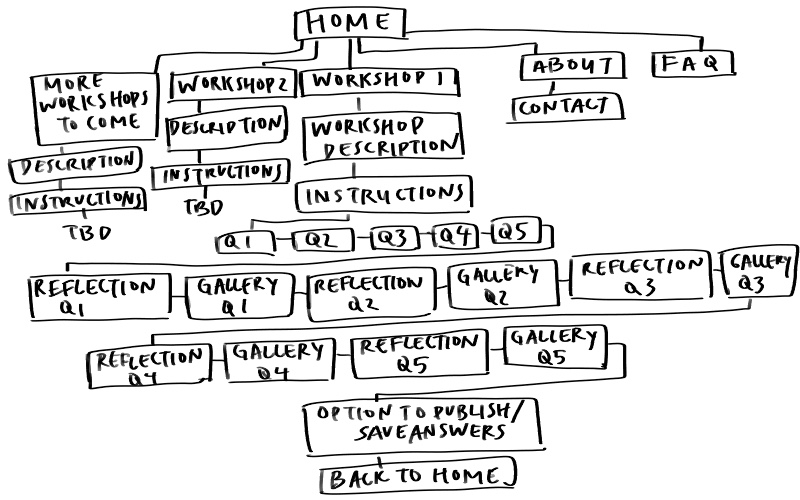 HOME
MORE
WORKSHOPS
TO COME
WORKSHOP 2
WORKSHOP 1
ABOUT
FAQ
CONTACT
DESCRIPTION
DESCRIPTION
WORKSHOP
DESCRIPTION
INSTRUCTIONS
INSTRUCTIONS
INSTRUCTIONS
TBD
TBD
Q1
Q2
Q3
Q4
Q5
REFLECTION
Q1
GALLERY
Q1
REFLECTION
Q2
GALLERY
Q2
REFLECTION
Q3
GALLERY
Q3
REFLECTION
Q4
GALLERY
Q4
REFLECTION
Q5
GALLERY
Q5
OPTION TO PUBLISH/
SAVE ANSWERS
BACK TO HOME